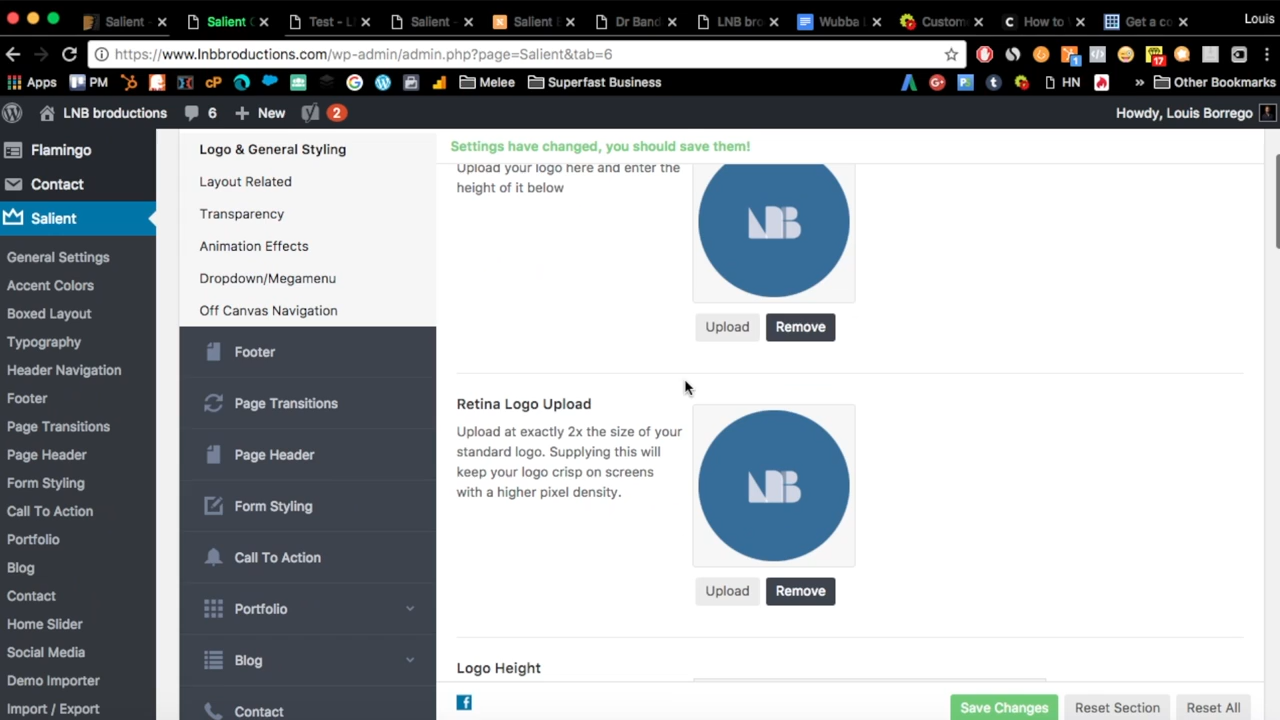 Salient -
Salient
Test - L
Salient -
Salient E
Dr Band
LNB bro
Wubba
Custom
How to
Get a co
Louis
https://www.lnbbroductions.com/wp-admin/admin.php?page=Salient&tab=6
1
17
Apps
PM
cP
Melee
Superfast Business
HN
»
Other Bookmarks
LNB broductions
6
New
2
Howdy, Louis Borrego
Flamingo
Contact
Salient
General Settings
Accent Colors
Boxed Layout
Typography
Header Navigation
Footer
Page Transitions
Page Header
Form Styling
Call To Action
Portfolio
Blog
Contact
Home Slider
Social Media
Demo Importer
Import / Export
Logo & General Styling
Layout Related
Transparency
Animation Effects
Dropdown/Megamenu
Off Canvas Navigation
Footer
Page Transitions
Page Header
Form Styling
Call To Action
Portfolio
Blog
Contact
Settings have changed, you should save them!
Upload your logo here and enter the
height of it below
LNB
Upload
Remove
Retina Logo Upload
Upload at exactly 2x the size of your
standard logo. Supplying this will
keep your logo crisp on screens
with a higher pixel density.
LNB
Upload
Remove
Logo Height
Save Changes
Reset Section
Reset All